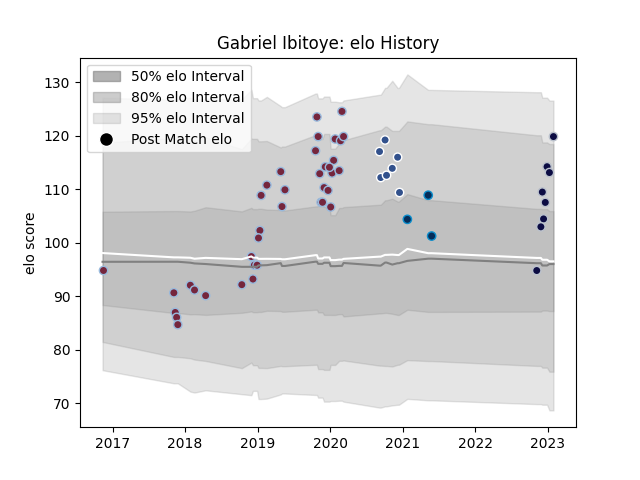 Gabriel Ibitoye: elo History
50% elo Interval
80% elo Interval
95% elo Interval
Post Match elo
elo score
130
120
110
100
90
80
70
2017 2018 2019 2020 2021 2022 2023